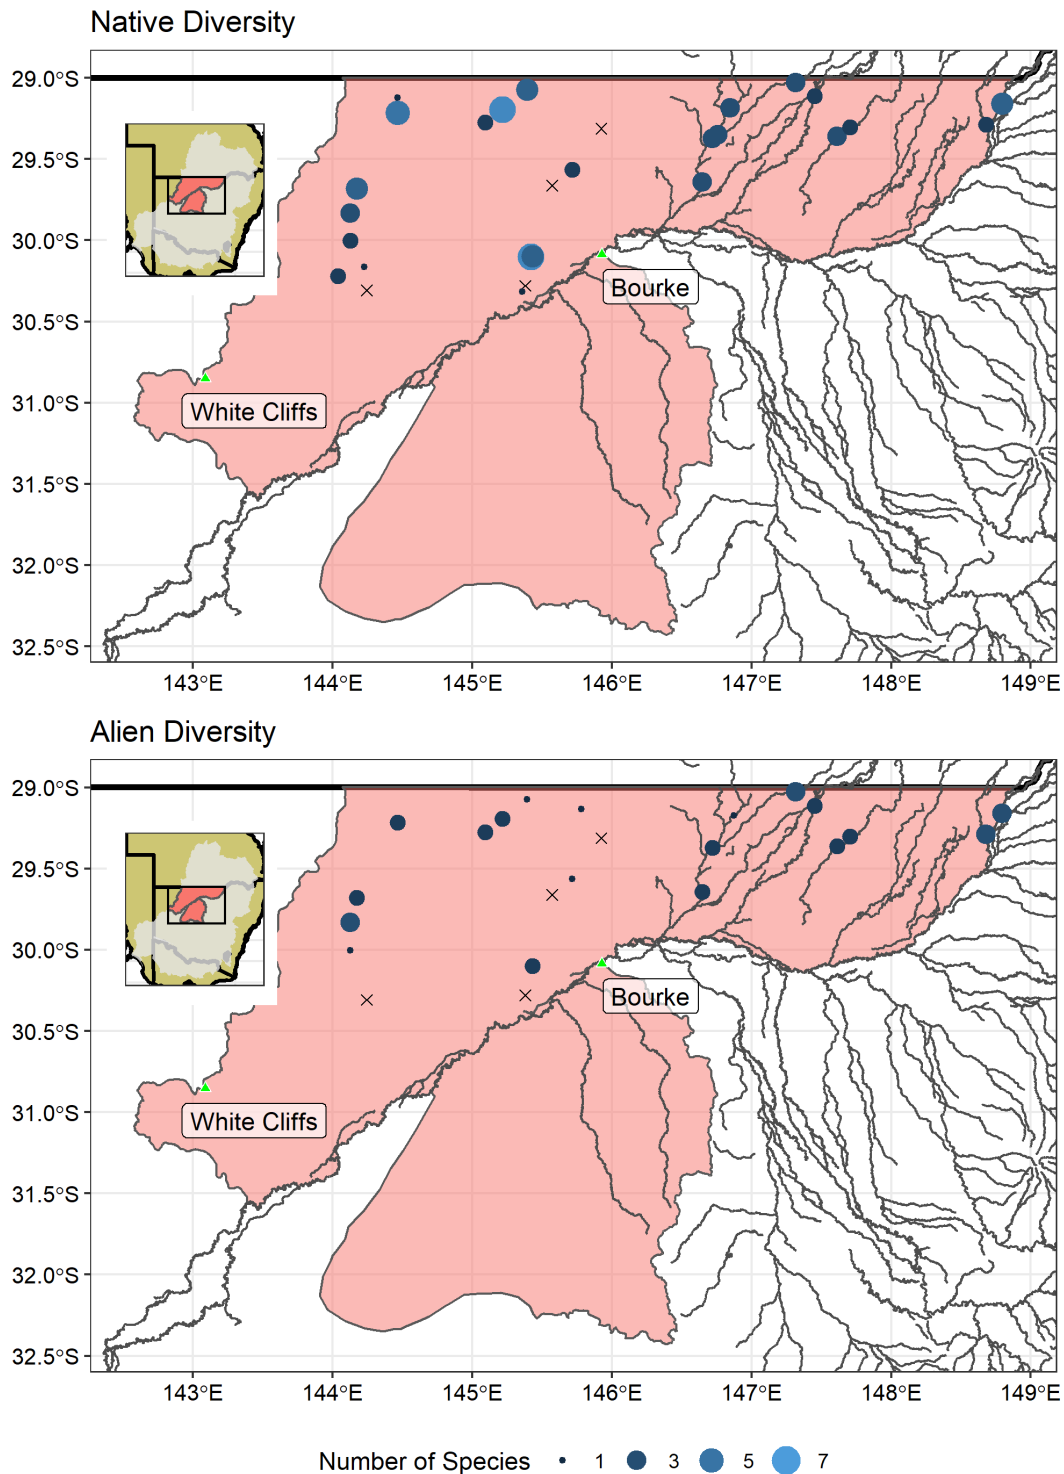 Native Diversity
29.0°S
29.5°S
30.0°S
30.5°S
31.0°S
31.5°S
32.0°S
32.5°S
Bourke
White Cliffs
143°E 144°E 145°E 146°E 147°E 148°E 149°E
Alien Diversity
29.0°S
29.5°S
30.0°S
30.5°S
31.0°S
31.5°S
32.0°S
32.5°S
Bourke
White Cliffs
143°E 144°E 145°E 146°E 147°E 148°E 149°E
Number of Species 1 3 5 7